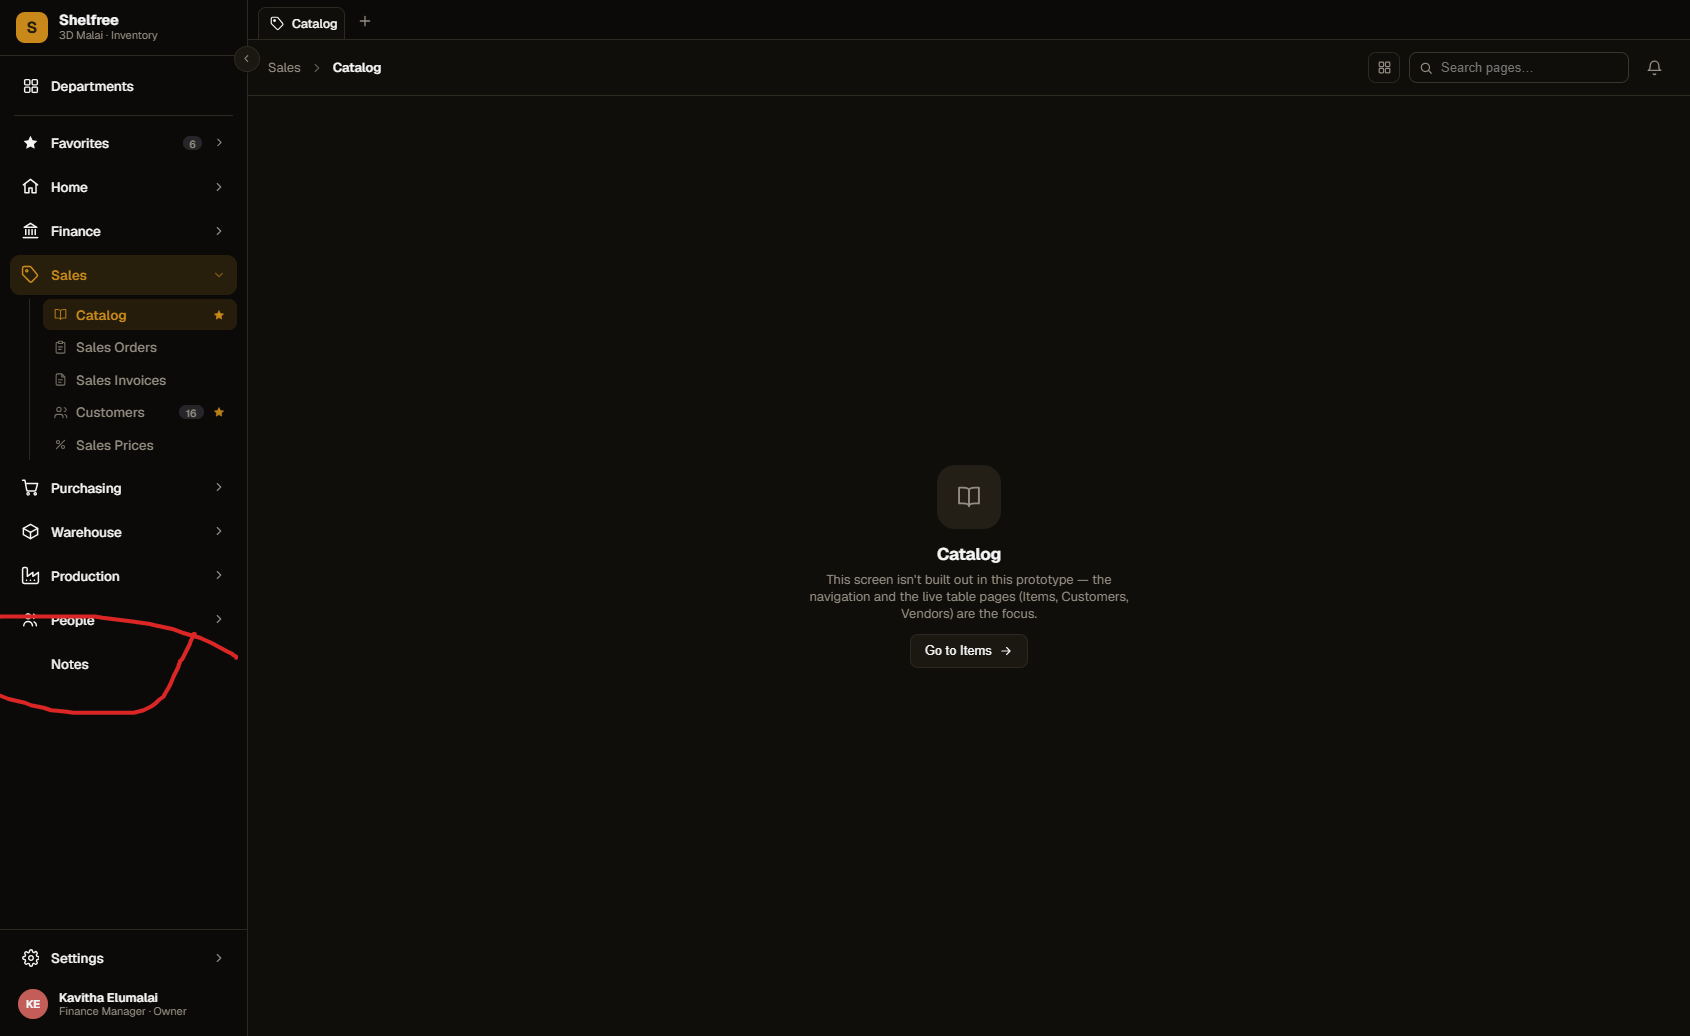 S
Shelfree
3D Malai · Inventory
Catalog
Departments
Sales
Catalog
Search pages...
Favorites
6
Home
Finance
Sales
Catalog
Sales Orders
Sales Invoices
Customers
16
Sales Prices
Purchasing
Warehouse
Production
People
Notes
Catalog
This screen isn't built out in this prototype — the
navigation and the live table pages (Items, Customers,
Vendors) are the focus.
Go to Items
Settings
KE
Kavitha Elumalai
Finance Manager · Owner